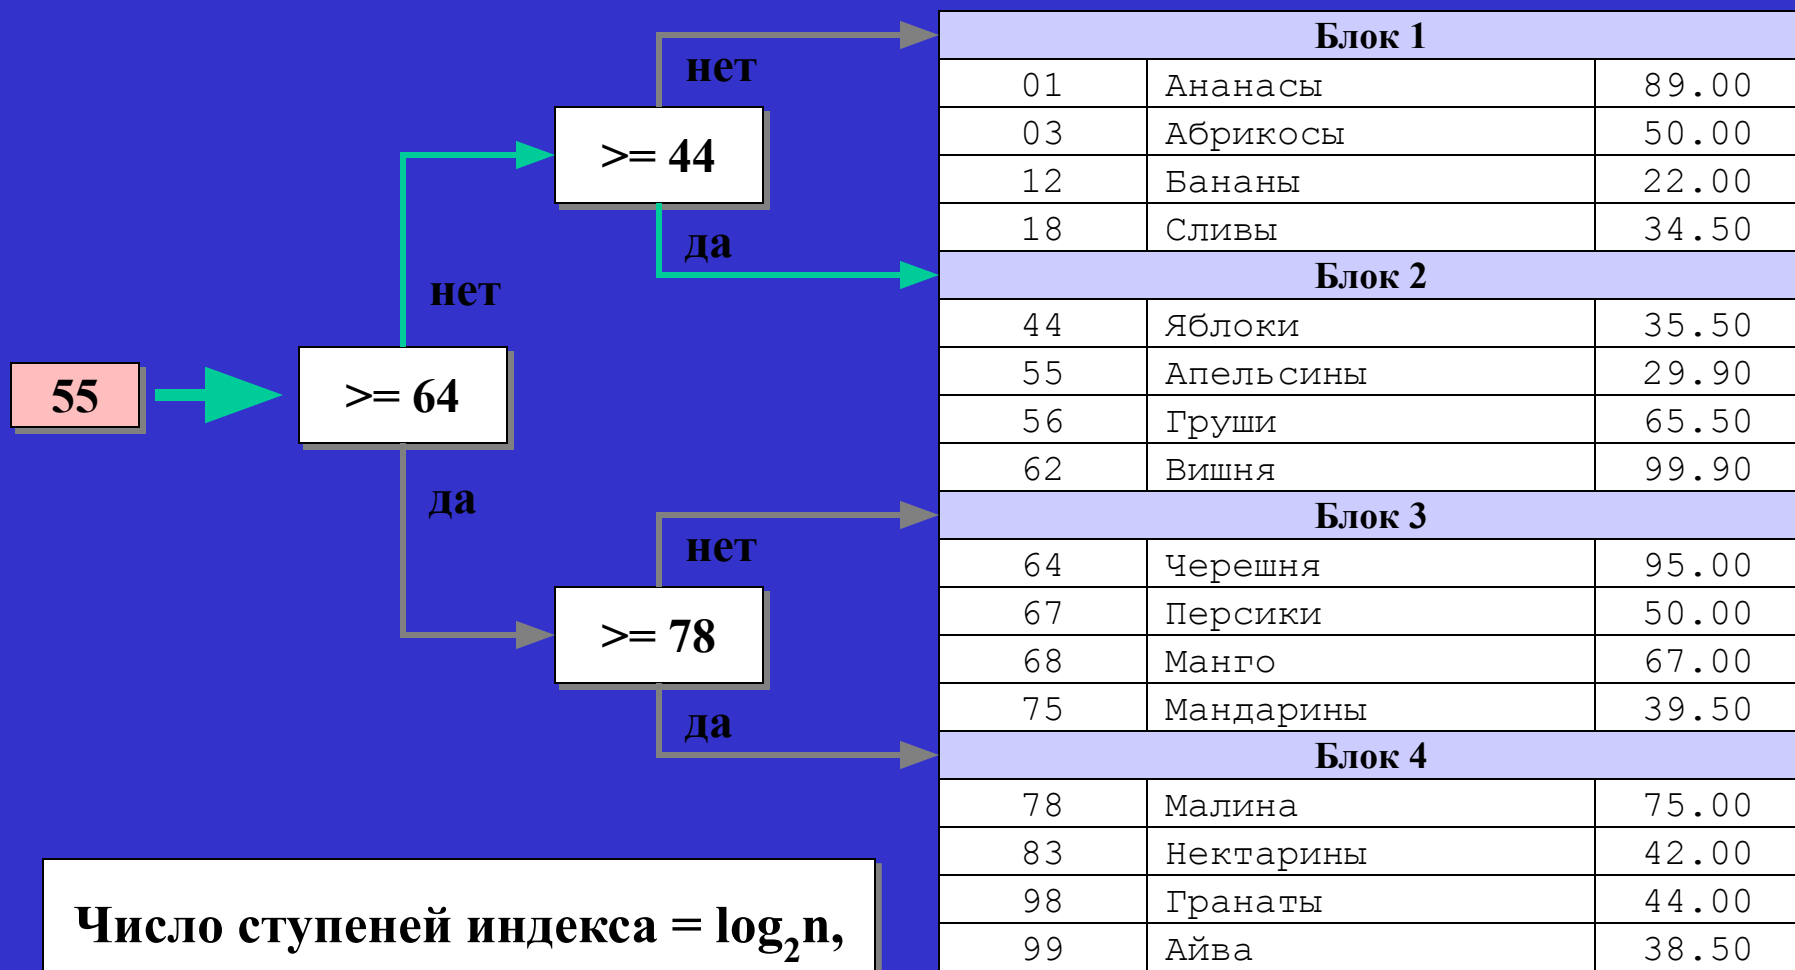 55
>= 64
нет
да
>= 44
нет
да
>= 78
нет
да
Число ступеней индекса = log₂n,
Блок 1
01 Ананасы 89.00
03 Абрикосы 50.00
12 Бананы 22.00
18 Сливы 34.50
Блок 2
44 Яблоки 35.50
55 Апельсины 29.90
56 Груши 65.50
62 Вишня 99.90
Блок 3
64 Черешня 95.00
67 Персики 50.00
68 Манго 67.00
75 Мандарины 39.50
Блок 4
78 Малина 75.00
83 Нектарины 42.00
98 Гранаты 44.00
99 Айва 38.50